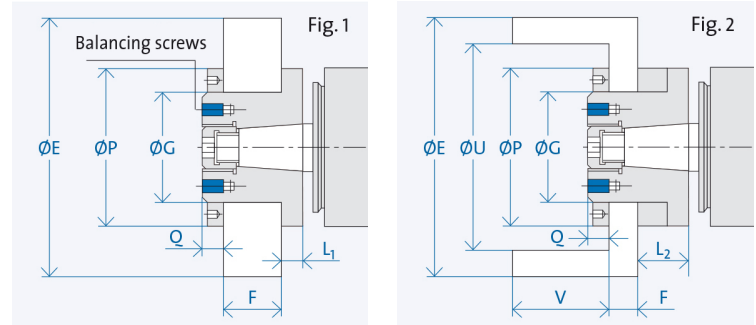 Fig. 1
Balancing screws
ØE
ØP
ØG
Q
L₁
F
Fig. 2
ØE
ØU
ØP
ØG
Q
L₂
V
F